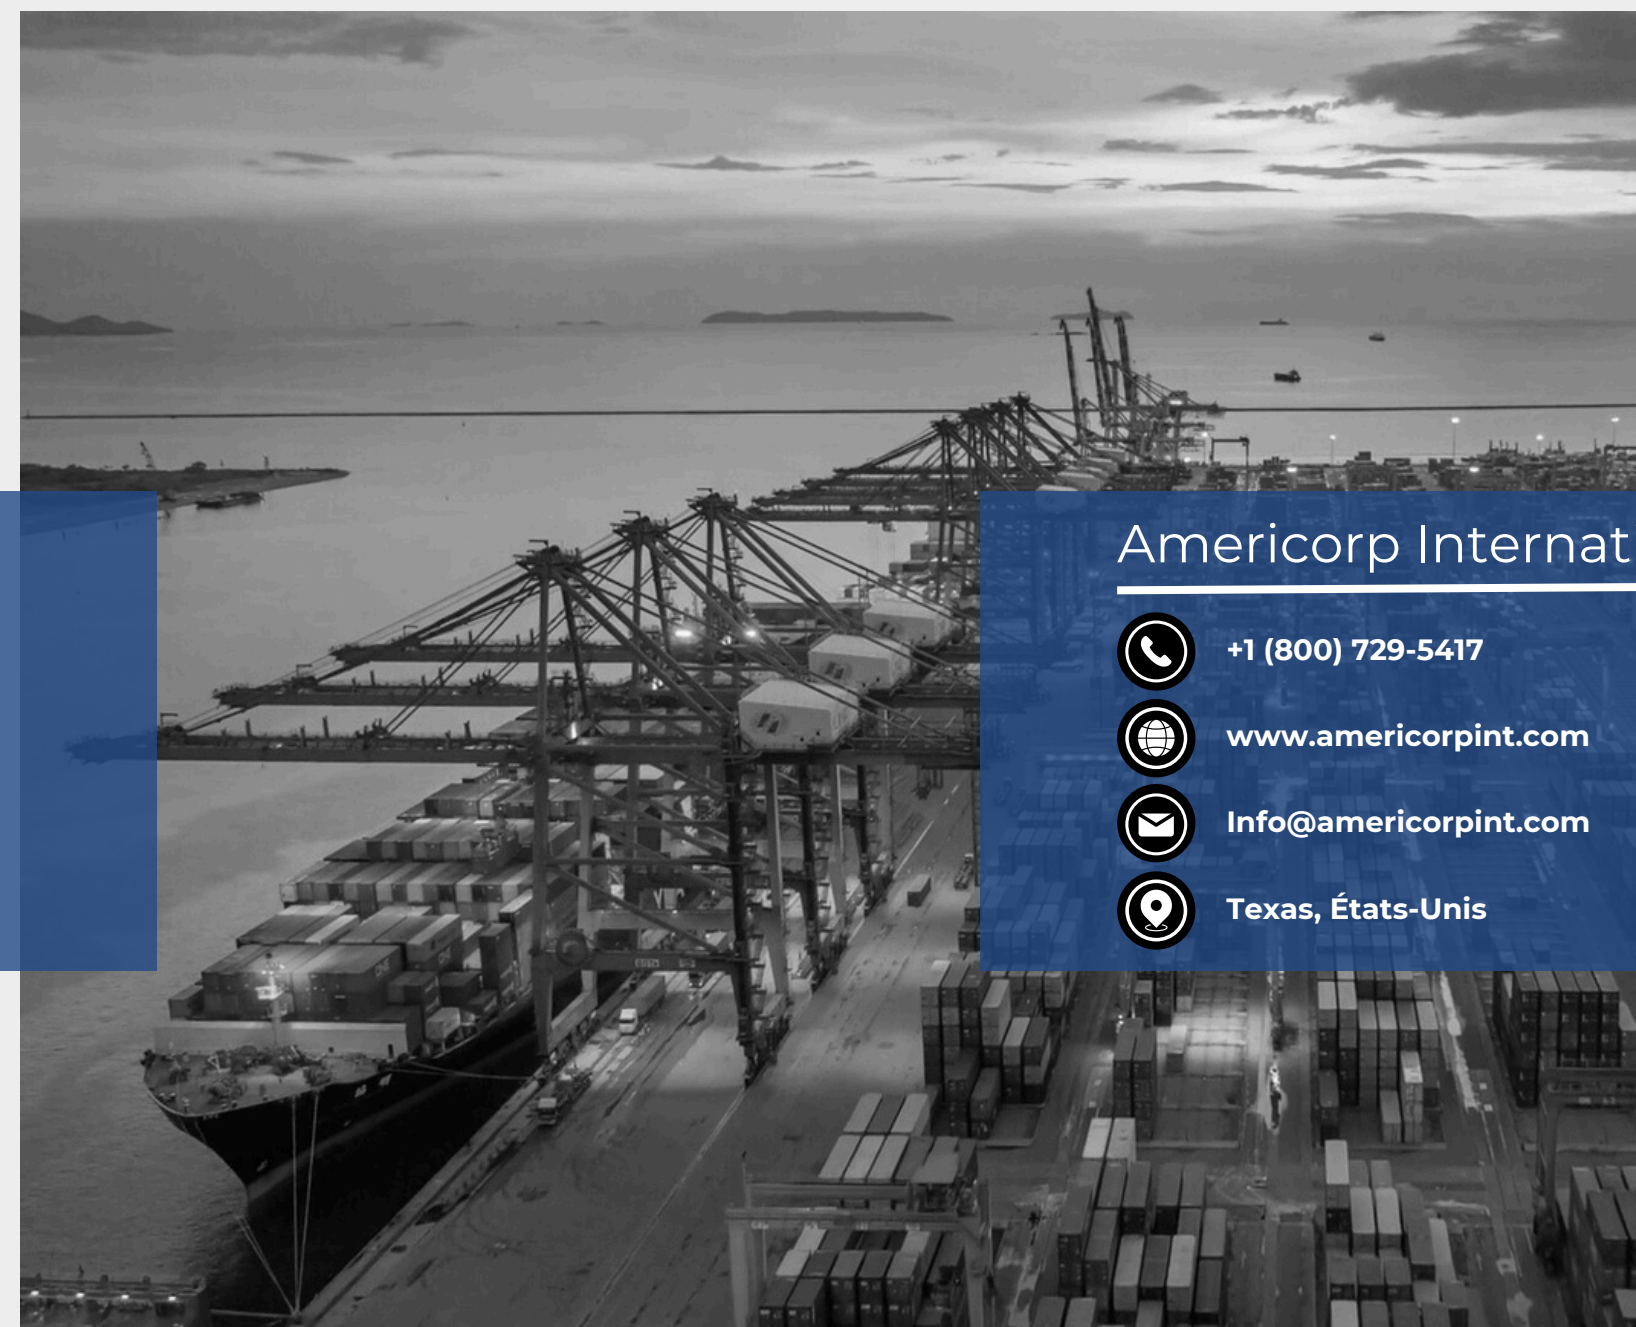 Americorp Internat
+1 (800) 729-5417
www.americorpint.com
Info@americorpint.com
Texas, États-Unis